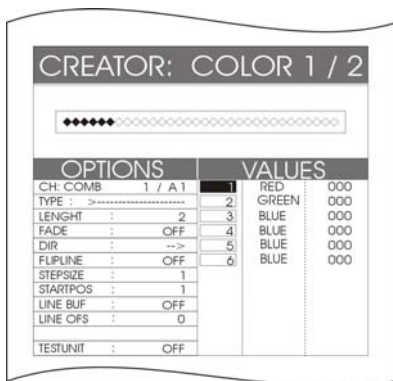 CREATOR: COLOR 1 / 2
OPTIONS VALUES
CH: COMB 1 / A1
TYPE : >--------------------
LENGHT : 2
FADE : OFF
DIR : -->
FLIPLINE : OFF
STEPSIZE : 1
STARTPOS : 1
LINE BUF : OFF
LINE OFS : 0
TESTUNIT : OFF
1 RED 000
2 GREEN 000
3 BLUE 000
4 BLUE 000
5 BLUE 000
6 BLUE 000